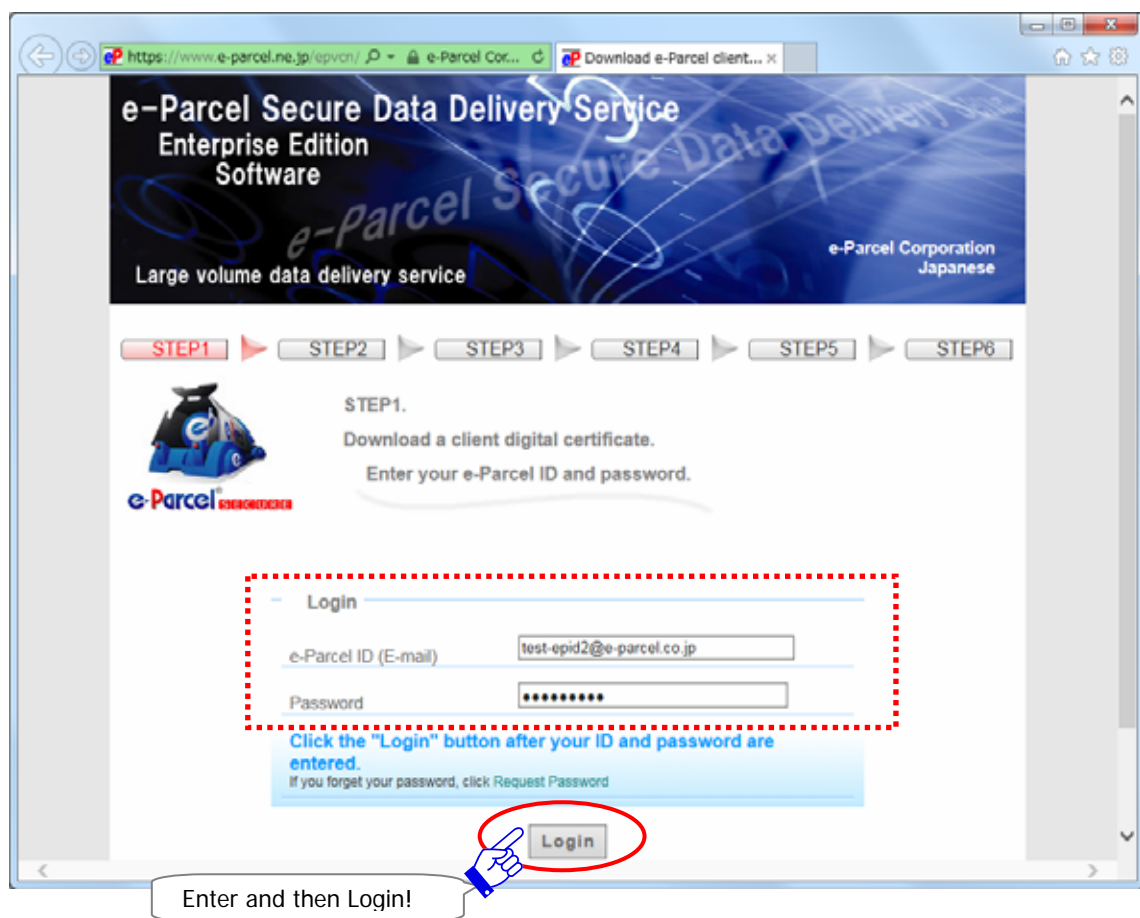 https://www.e-parcel.ne.jp/epvcn/
e-Parcel Cor...
Download e-Parcel client...
e-Parcel Secure Data Delivery Service
Enterprise Edition
Software
e-Parcel Secure Data Delivery
Large volume data delivery service
e-Parcel Corporation
Japanese
STEP1 STEP2 STEP3 STEP4 STEP5 STEP6
STEP1.
Download a client digital certificate.
Enter your e-Parcel ID and password.
e-Parcel
Login
e-Parcel ID (E-mail) test-epid2@e-parcel.co.jp
Password •••••••••
Click the "Login" button after your ID and password are
entered.
If you forget your password, click Request Password
Login
Enter and then Login!